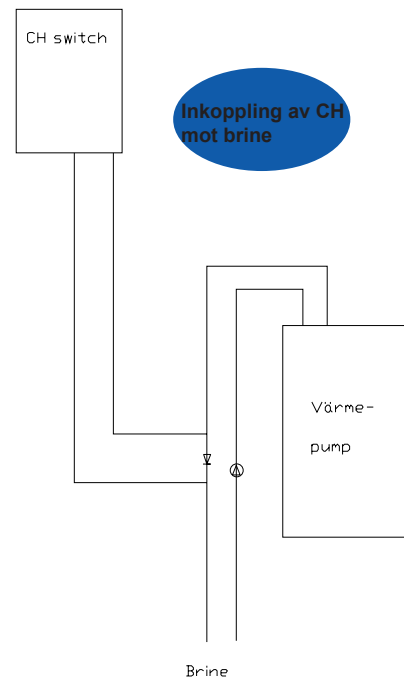 CH switch
Inkoppling av CH
mot brine
Värme-
pump
Brine